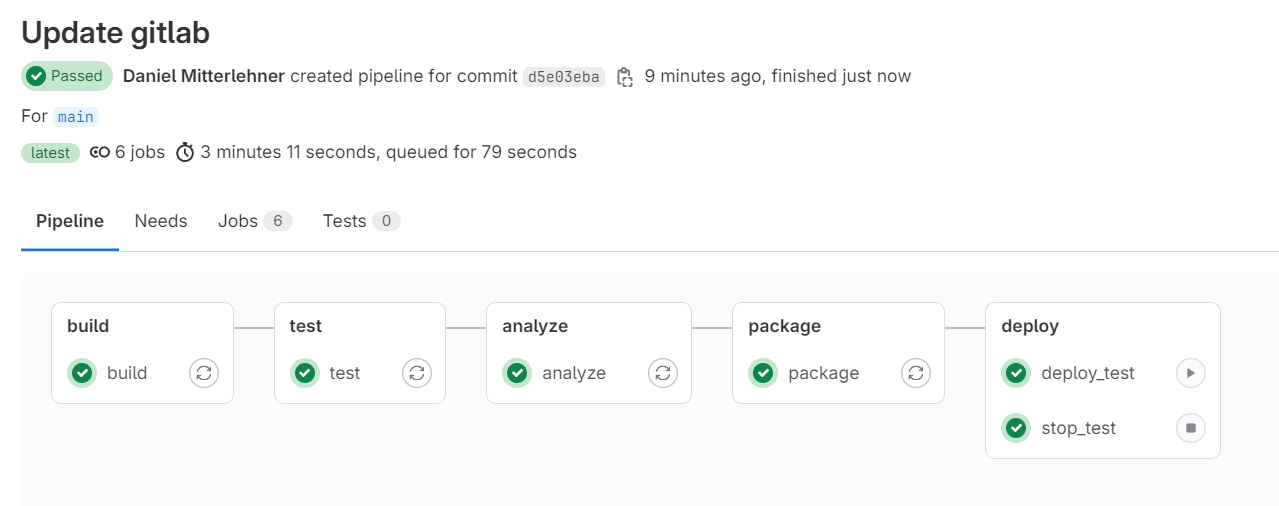 Update gitlab
Passed Daniel Mitterlehner created pipeline for commit d5e03eba 9 minutes ago, finished just now
For main
latest 6 jobs 3 minutes 11 seconds, queued for 79 seconds
Pipeline Needs Jobs 6 Tests 0
build test analyze package deploy
build test analyze package deploy_test
stop_test